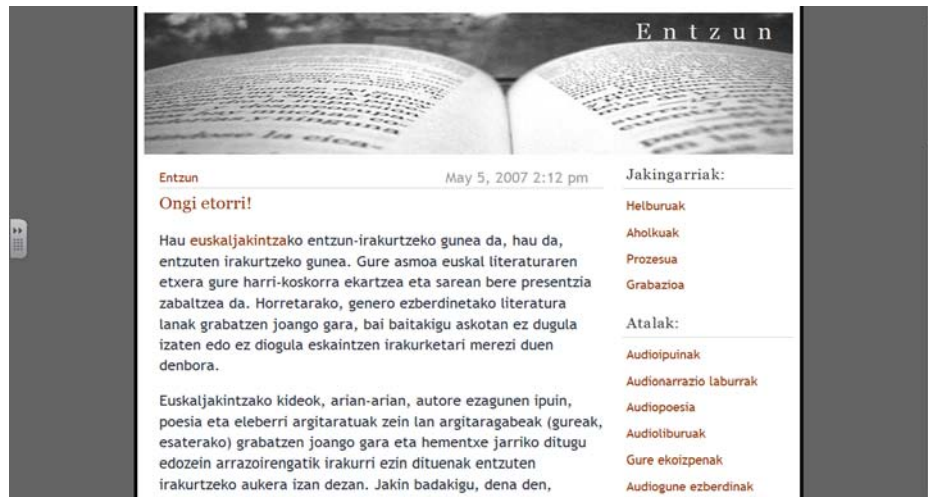 Entzun
Entzun
May 5, 2007 2:12 pm
Ongi etorri!
Hau euskaljakintzako entzun-irakurtzeko gunea da, hau da,
entzuten irakurtzeko gunea. Gure asmoa euskal literaturaren
etxera gure harri-koskorra ekartzea eta sarean bere presentzia
zabaltzea da. Horretarako, genero ezberdinetako literatura
lanak grabatzen joango gara, bai baitakigu askotan ez dugula
izaten edo ez diogula eskaintzen irakurketari merezi duen
denbora.
Euskaljakintzako kideok, arian-arian, autore ezagunen ipuin,
poesia eta eleberri argitaratuak zein lan argitaragabeak (gureak,
esaterako) grabatzen joango gara eta hementxe jarriko ditugu
edozein arrazoirengatik irakurri ezin dituenak entzuten
irakurtzeko aukera izan dezan. Jakin badakigu, dena den,
Jakingarriak:
Helburuak
Aholkuak
Prozesua
Grabazioa
Atalak:
Audioipuinak
Audionarrazio laburrak
Audiopoesia
Audioliburuak
Gure ekoizpenak
Audiogune ezberdinak